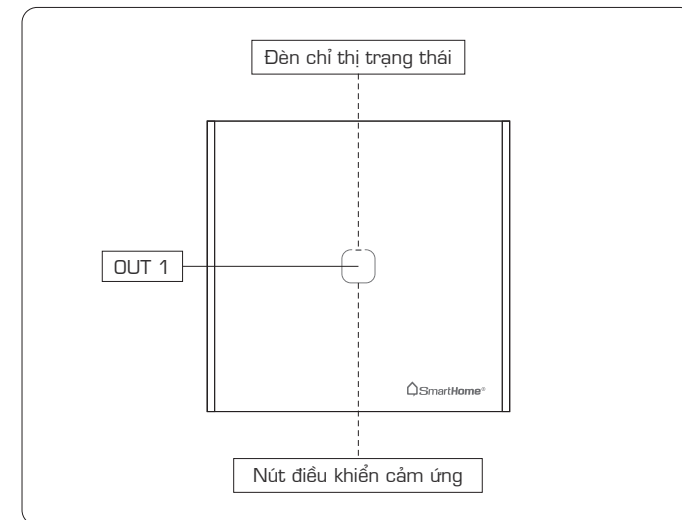 Đèn chỉ thị trạng thái
OUT 1
SmartHome®
Nút điều khiển cảm ứng